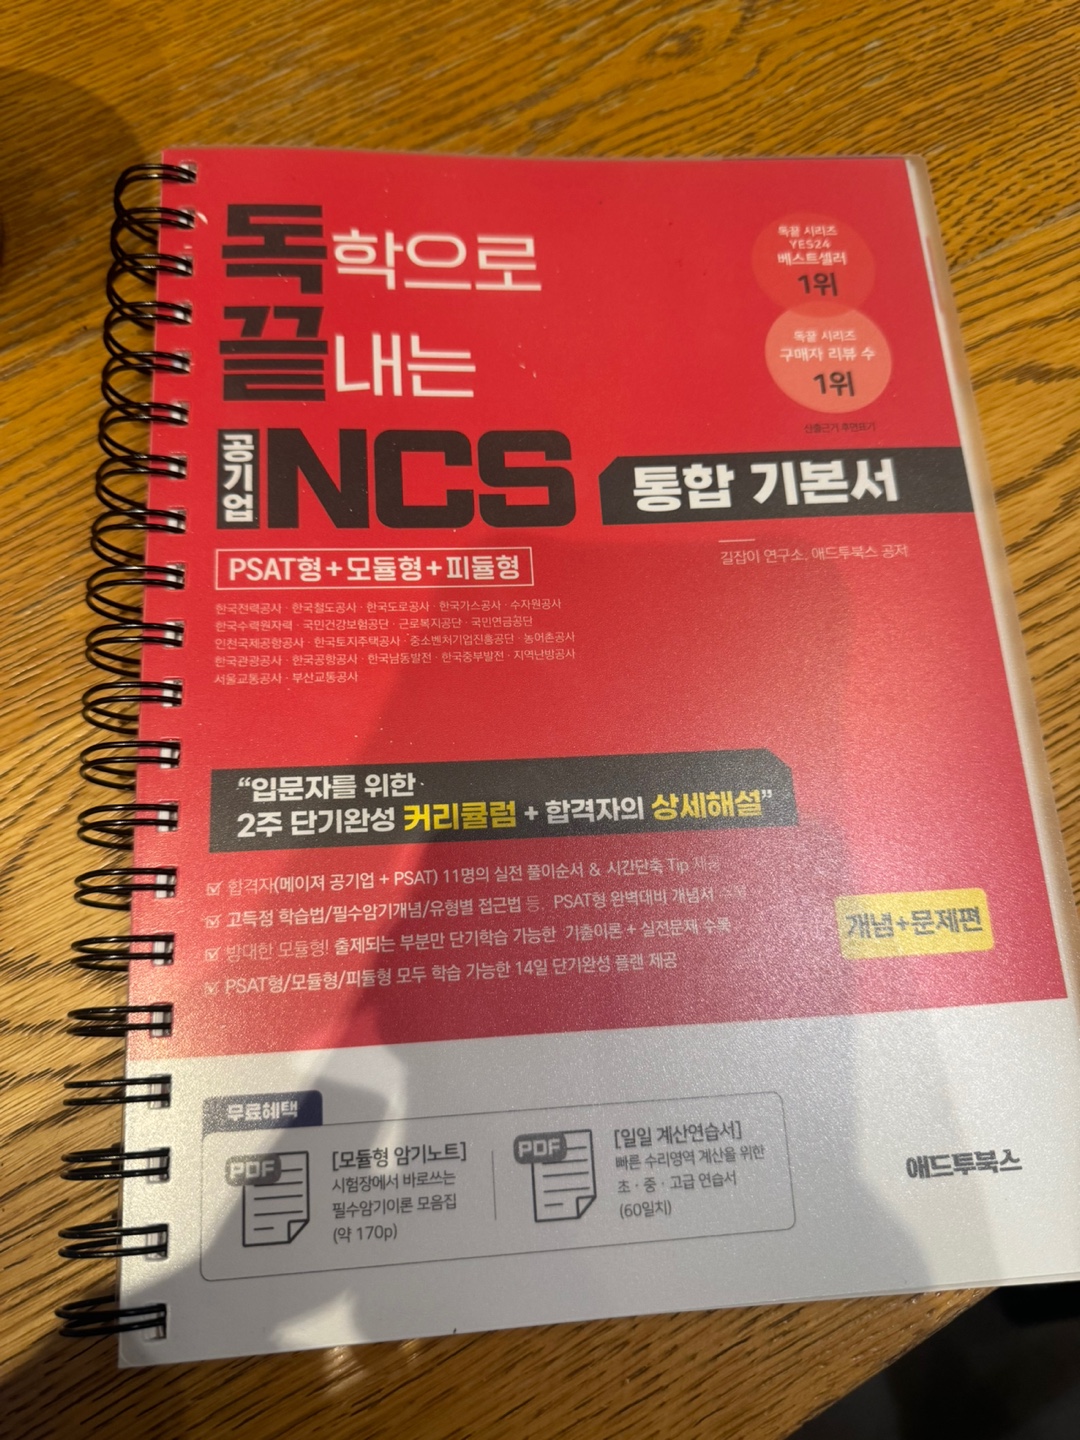 독학으로
끝내는
공기업 NCS 통합 기본서
독끝 시리즈
YES24
베스트셀러
1위
독끝 시리즈
구매자 리뷰 수
1위
산출근거 후면표기
길잡이 연구소, 애드투북스 공저
PSAT형+모듈형+피듈형
한국전력공사 · 한국철도공사 · 한국도로공사 · 한국가스공사 · 수자원공사
한국수력원자력 · 국민건강보험공단 · 근로복지공단 · 국민연금공단
인천국제공항공사 · 한국토지주택공사 · 중소벤처기업진흥공단 · 농어촌공사
한국관광공사 · 한국공항공사 · 한국남동발전 · 한국중부발전 · 지역난방공사
서울교통공사 · 부산교통공사
“입문자를 위한
2주 단기완성 커리큘럼 + 합격자의 상세해설”
합격자(메이져 공기업 + PSAT) 11명의 실전 풀이순서 & 시간단축 Tip 제공
고득점 학습법/필수암기개념/유형별 접근법 등, PSAT형 완벽대비 개념서 수록
방대한 모듈형! 출제되는 부분만 단기학습 가능한 기출이론 + 실전문제 수록
PSAT형/모듈형/피듈형 모두 학습 가능한 14일 단기완성 플랜 제공
개념+문제편
무료혜택
PDF
[모듈형 암기노트]
시험장에서 바로쓰는
필수암기이론 모음집
(약 170p)
PDF
[일일 계산연습서]
빠른 수리영역 계산을 위한
초 · 중 · 고급 연습서
(60일치)
애드투북스